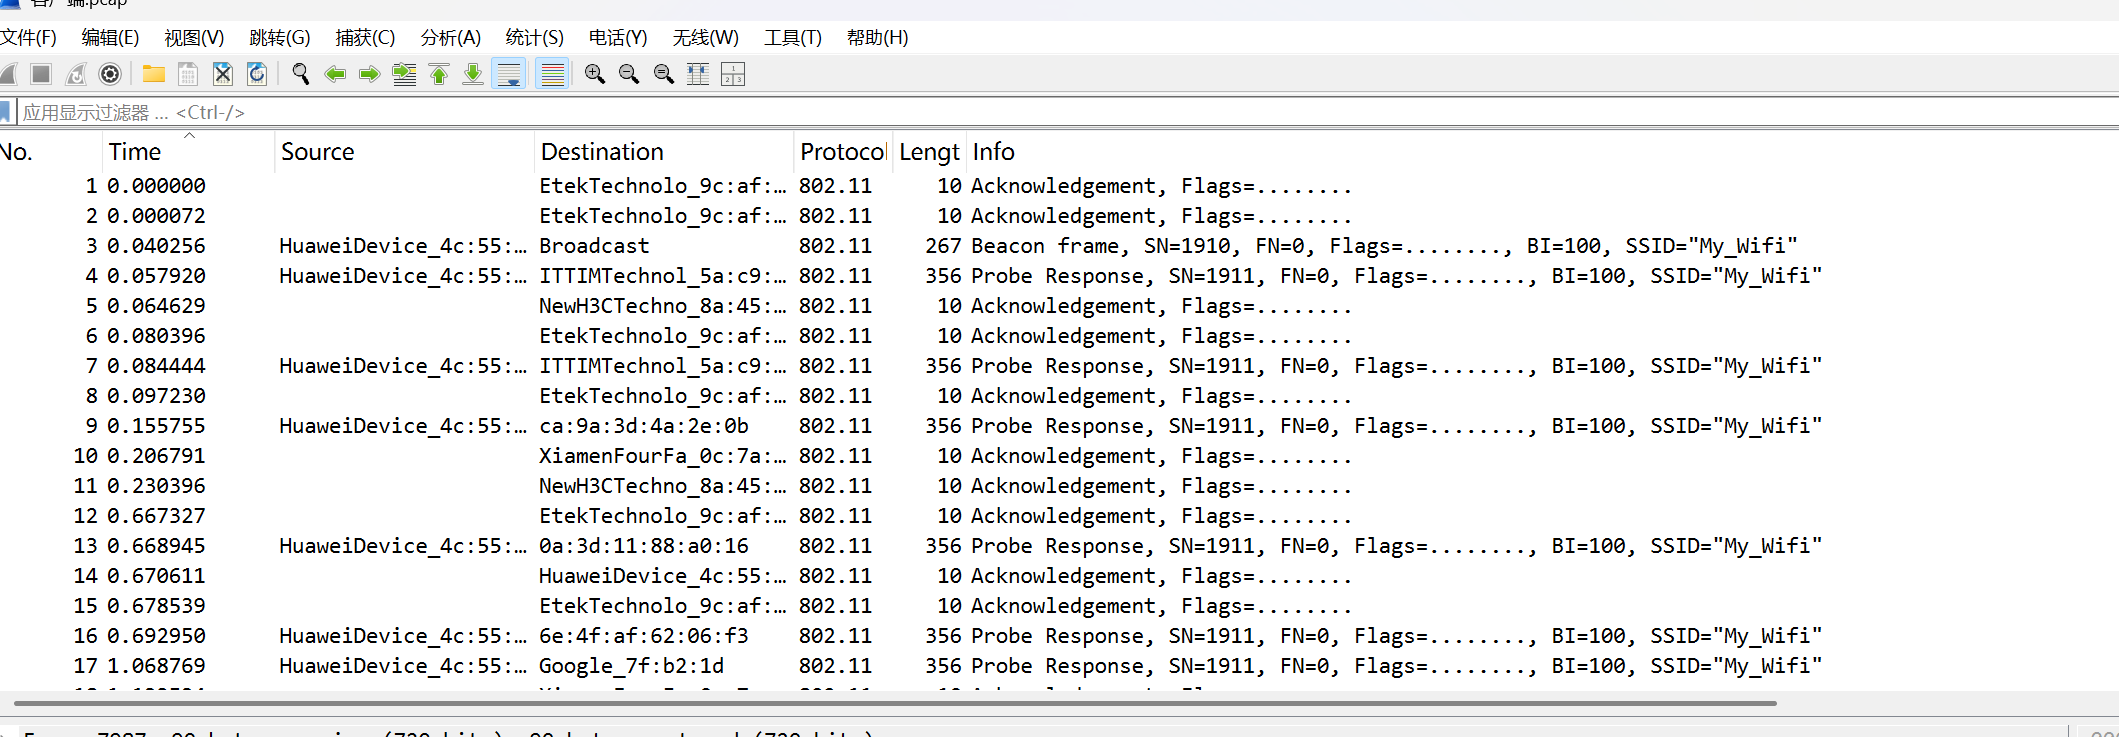 客户端.pcap
文件(F) 编辑(E) 视图(V) 跳转(G) 捕获(C) 分析(A) 统计(S) 电话(Y) 无线(W) 工具(T) 帮助(H)
应用显示过滤器 … <Ctrl-/>
No. Time Source Destination Protocol Lengt Info
1 0.000000 EtekTechnolo_9c:af:… 802.11 10 Acknowledgement, Flags=........
2 0.000072 EtekTechnolo_9c:af:… 802.11 10 Acknowledgement, Flags=........
3 0.040256 HuaweiDevice_4c:55:… Broadcast 802.11 267 Beacon frame, SN=1910, FN=0, Flags=........, BI=100, SSID="My_Wifi"
4 0.057920 HuaweiDevice_4c:55:… ITTIMTechnol_5a:c9:… 802.11 356 Probe Response, SN=1911, FN=0, Flags=........, BI=100, SSID="My_Wifi"
5 0.064629 NewH3CTechno_8a:45:… 802.11 10 Acknowledgement, Flags=........
6 0.080396 EtekTechnolo_9c:af:… 802.11 10 Acknowledgement, Flags=........
7 0.084444 HuaweiDevice_4c:55:… ITTIMTechnol_5a:c9:… 802.11 356 Probe Response, SN=1911, FN=0, Flags=........, BI=100, SSID="My_Wifi"
8 0.097230 EtekTechnolo_9c:af:… 802.11 10 Acknowledgement, Flags=........
9 0.155755 HuaweiDevice_4c:55:… ca:9a:3d:4a:2e:0b 802.11 356 Probe Response, SN=1911, FN=0, Flags=........, BI=100, SSID="My_Wifi"
10 0.206791 XiamenFourFa_0c:7a:… 802.11 10 Acknowledgement, Flags=........
11 0.230396 NewH3CTechno_8a:45:… 802.11 10 Acknowledgement, Flags=........
12 0.667327 EtekTechnolo_9c:af:… 802.11 10 Acknowledgement, Flags=........
13 0.668945 HuaweiDevice_4c:55:… 0a:3d:11:88:a0:16 802.11 356 Probe Response, SN=1911, FN=0, Flags=........, BI=100, SSID="My_Wifi"
14 0.670611 HuaweiDevice_4c:55:… 802.11 10 Acknowledgement, Flags=........
15 0.678539 EtekTechnolo_9c:af:… 802.11 10 Acknowledgement, Flags=........
16 0.692950 HuaweiDevice_4c:55:… 6e:4f:af:62:06:f3 802.11 356 Probe Response, SN=1911, FN=0, Flags=........, BI=100, SSID="My_Wifi"
17 1.068769 HuaweiDevice_4c:55:… Google_7f:b2:1d 802.11 356 Probe Response, SN=1911, FN=0, Flags=........, BI=100, SSID="My_Wifi"